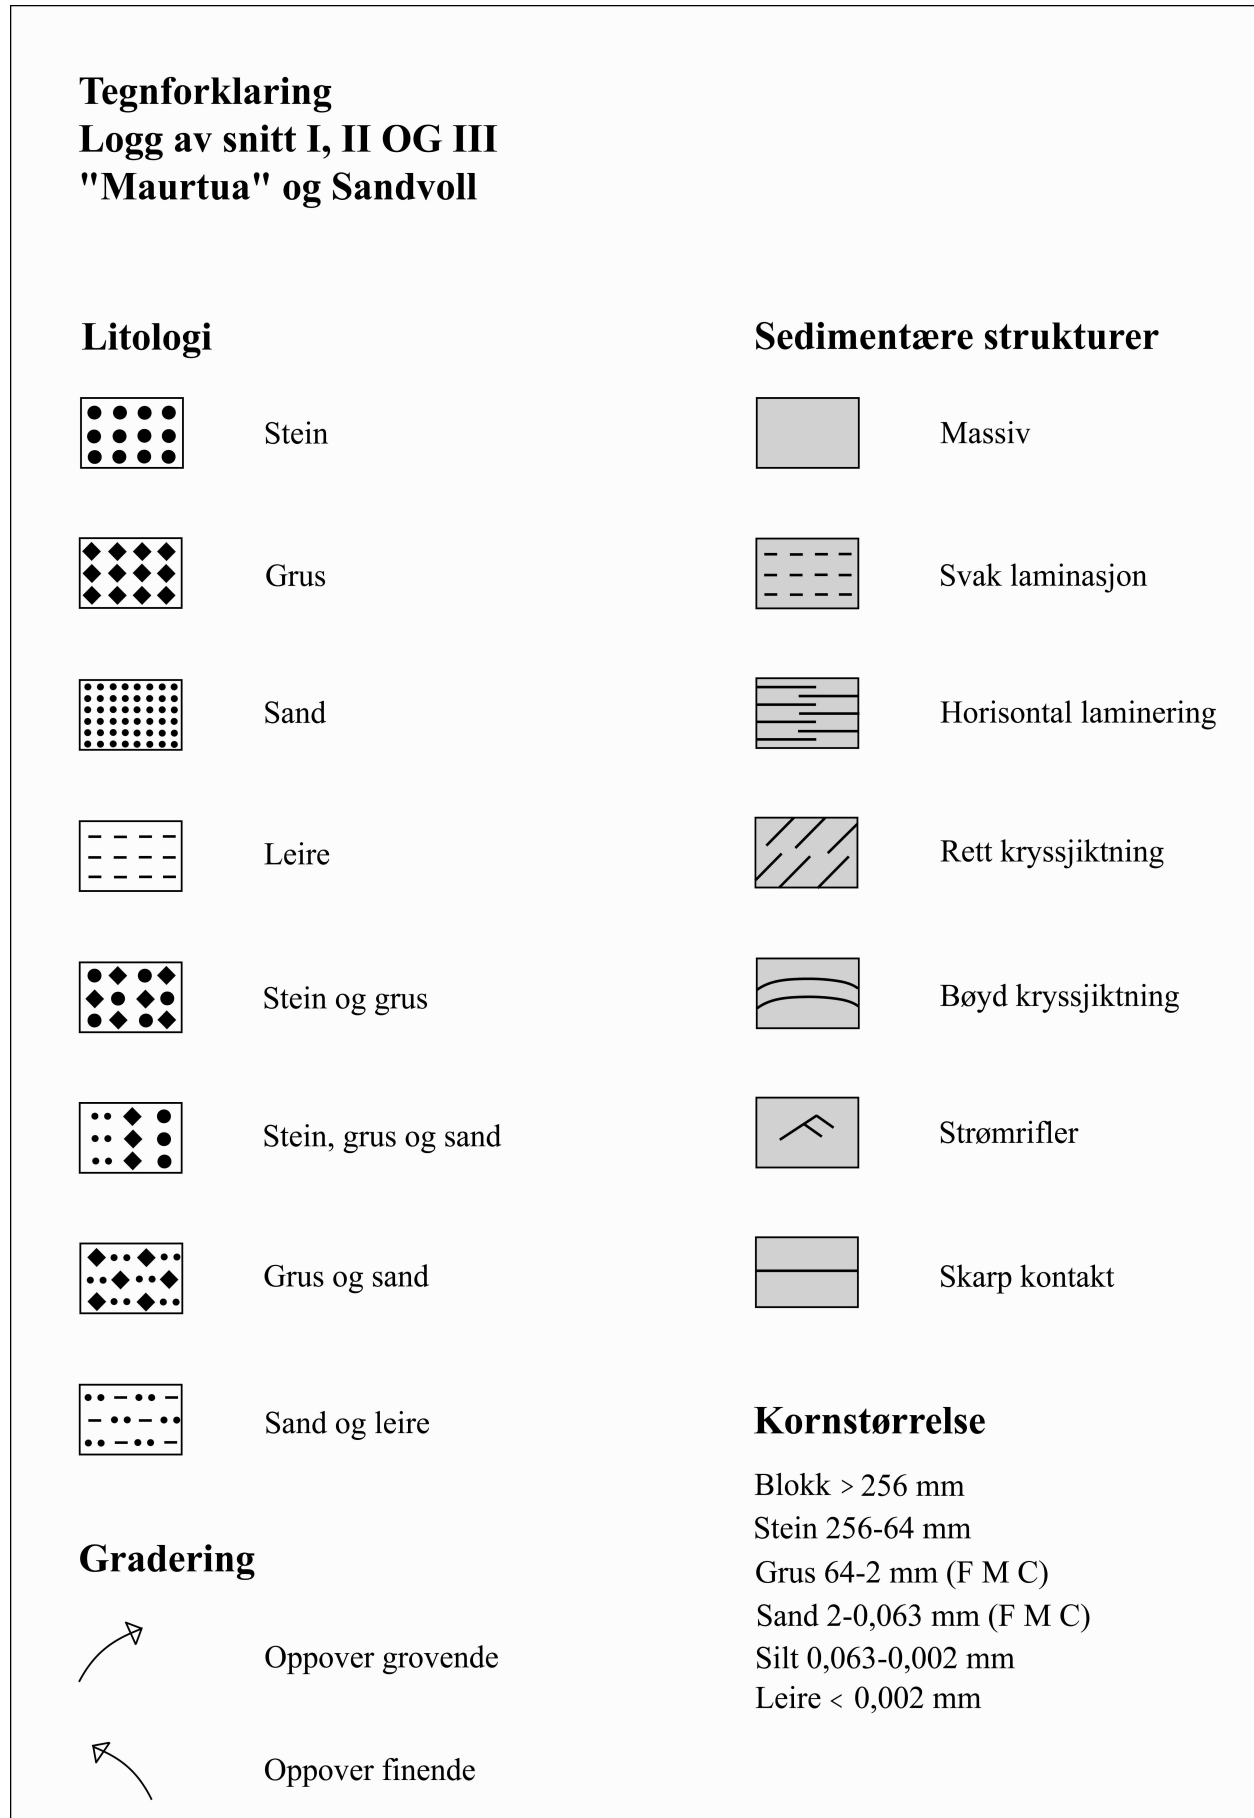 Tegnforklaring
Logg av snitt I, II OG III
"Maurtua" og Sandvoll
Litologi
Stein
Grus
Sand
Leire
Stein og grus
Stein, grus og sand
Grus og sand
Sand og leire
Gradering
Oppover grovende
Oppover finende
Sedimentære strukturer
Massiv
Svak laminasjon
Horisontal laminering
Rett kryssjiktning
Bøyd kryssjiktning
Strømrifler
Skarp kontakt
Kornstørrelse
Blokk > 256 mm
Stein 256-64 mm
Grus 64-2 mm (F M C)
Sand 2-0,063 mm (F M C)
Silt 0,063-0,002 mm
Leire < 0,002 mm